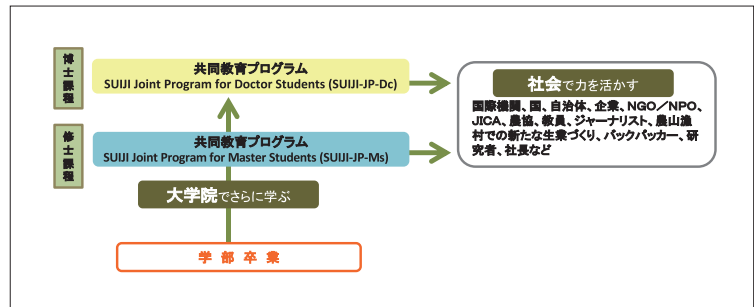 博士課程
共同教育プログラム
SUIJI Joint Program for Doctor Students (SUIJI-JP-Dc)
社会で力を活かす
国際機関、国、自治体、企業、NGO／NPO、
JICA、農協、教員、ジャーナリスト、農山漁
村での新たな生業づくり、バックパッカー、研
究者、社長など
修士課程
共同教育プログラム
SUIJI Joint Program for Master Students (SUIJI-JP-Ms)
大学院でさらに学ぶ
学部卒業